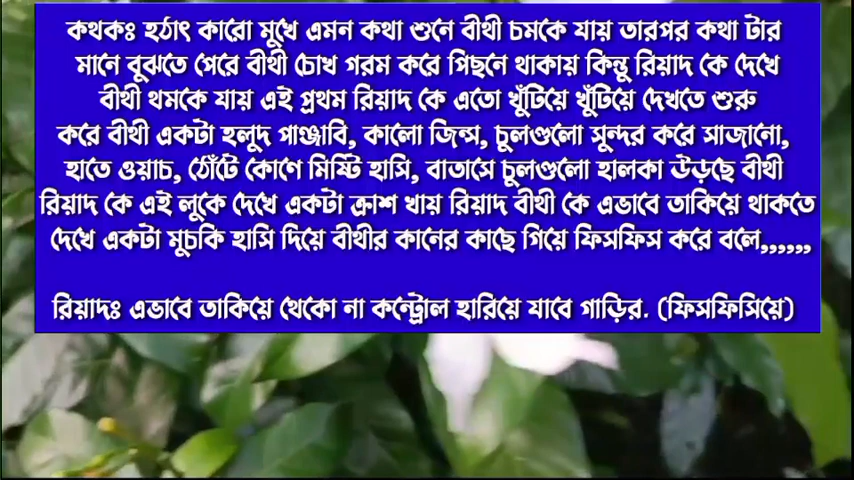 কথকঃ হঠাৎ কারো মুখে এমন কথা শুনে বীথী চমকে যায় তারপর কথা টার
মানে বুঝতে পেরে বীথী চোখ গরম করে পিছনে থাকায় কিন্তু রিয়াদ কে দেখে
বীথী থমকে যায় এই প্রথম রিয়াদ কে এতো খুঁটিয়ে খুঁটিয়ে দেখতে শুরু
করে বীথী একটা হলুদ পাঞ্জাবি, কালো জিন্স, চুলগুলো সুন্দর করে সাজানো,
হাতে ওয়াচ, ঠোঁটে কোণে মিষ্টি হাসি, বাতাসে চুলগুলো হালকা উড়ছে বীথী
রিয়াদ কে এই লুকে দেখে একটা ক্রাশ খায় রিয়াদ বীথী কে এভাবে তাকিয়ে থাকতে
দেখে একটা মুচকি হাসি দিয়ে বীথীর কানের কাছে গিয়ে ফিসফিস করে বলে,,,,,,
রিয়াদঃ এভাবে তাকিয়ে থেকো না কন্ট্রোল হারিয়ে যাবে গাড়ির. (ফিসফিসিয়ে)